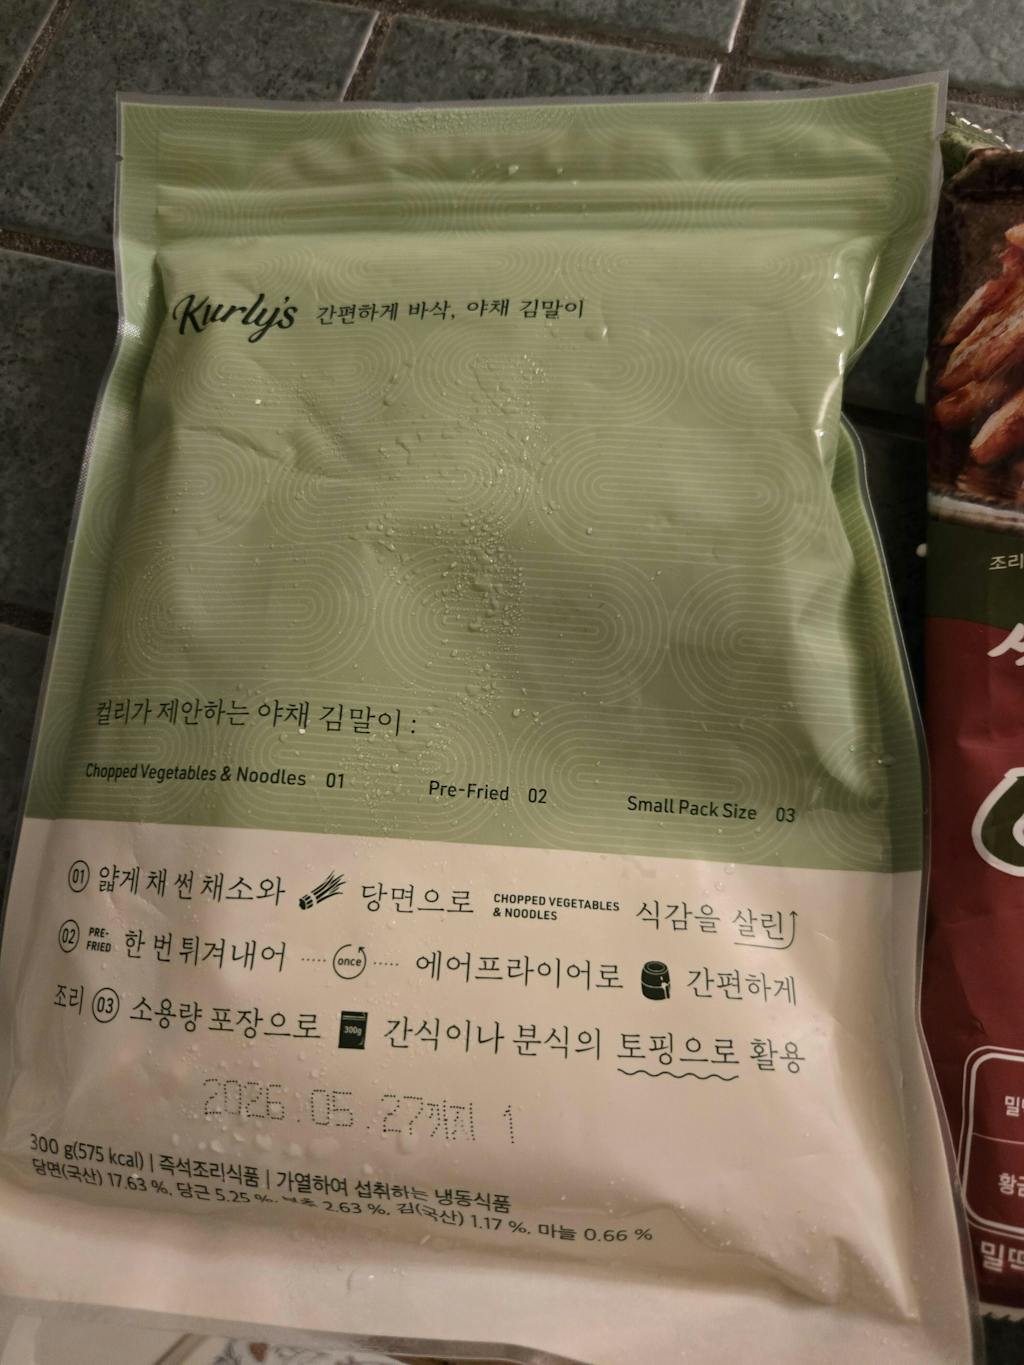 Kurly's 간편하게 바삭, 야채 김말이
컬리가 제안하는 야채 김말이 :
Chopped Vegetables & Noodles 01 Pre-Fried 02 Small Pack Size 03
01 얇게 채 썬 채소와 당면으로 CHOPPED VEGETABLES & NOODLES 식감을 살린
02 PRE-FRIED 한 번 튀겨내어 once 에어프라이어로 간편하게
조리 03 소용량 포장으로 300g 간식이나 분식의 토핑으로 활용
2026.05.27까지 1
300 g(575 kcal) | 즉석조리식품 | 가열하여 섭취하는 냉동식품
당면(국산) 17.63 %, 당근 5.25 %, 2.63 %, 김(국산) 1.17 %, 마늘 0.66 %
조리